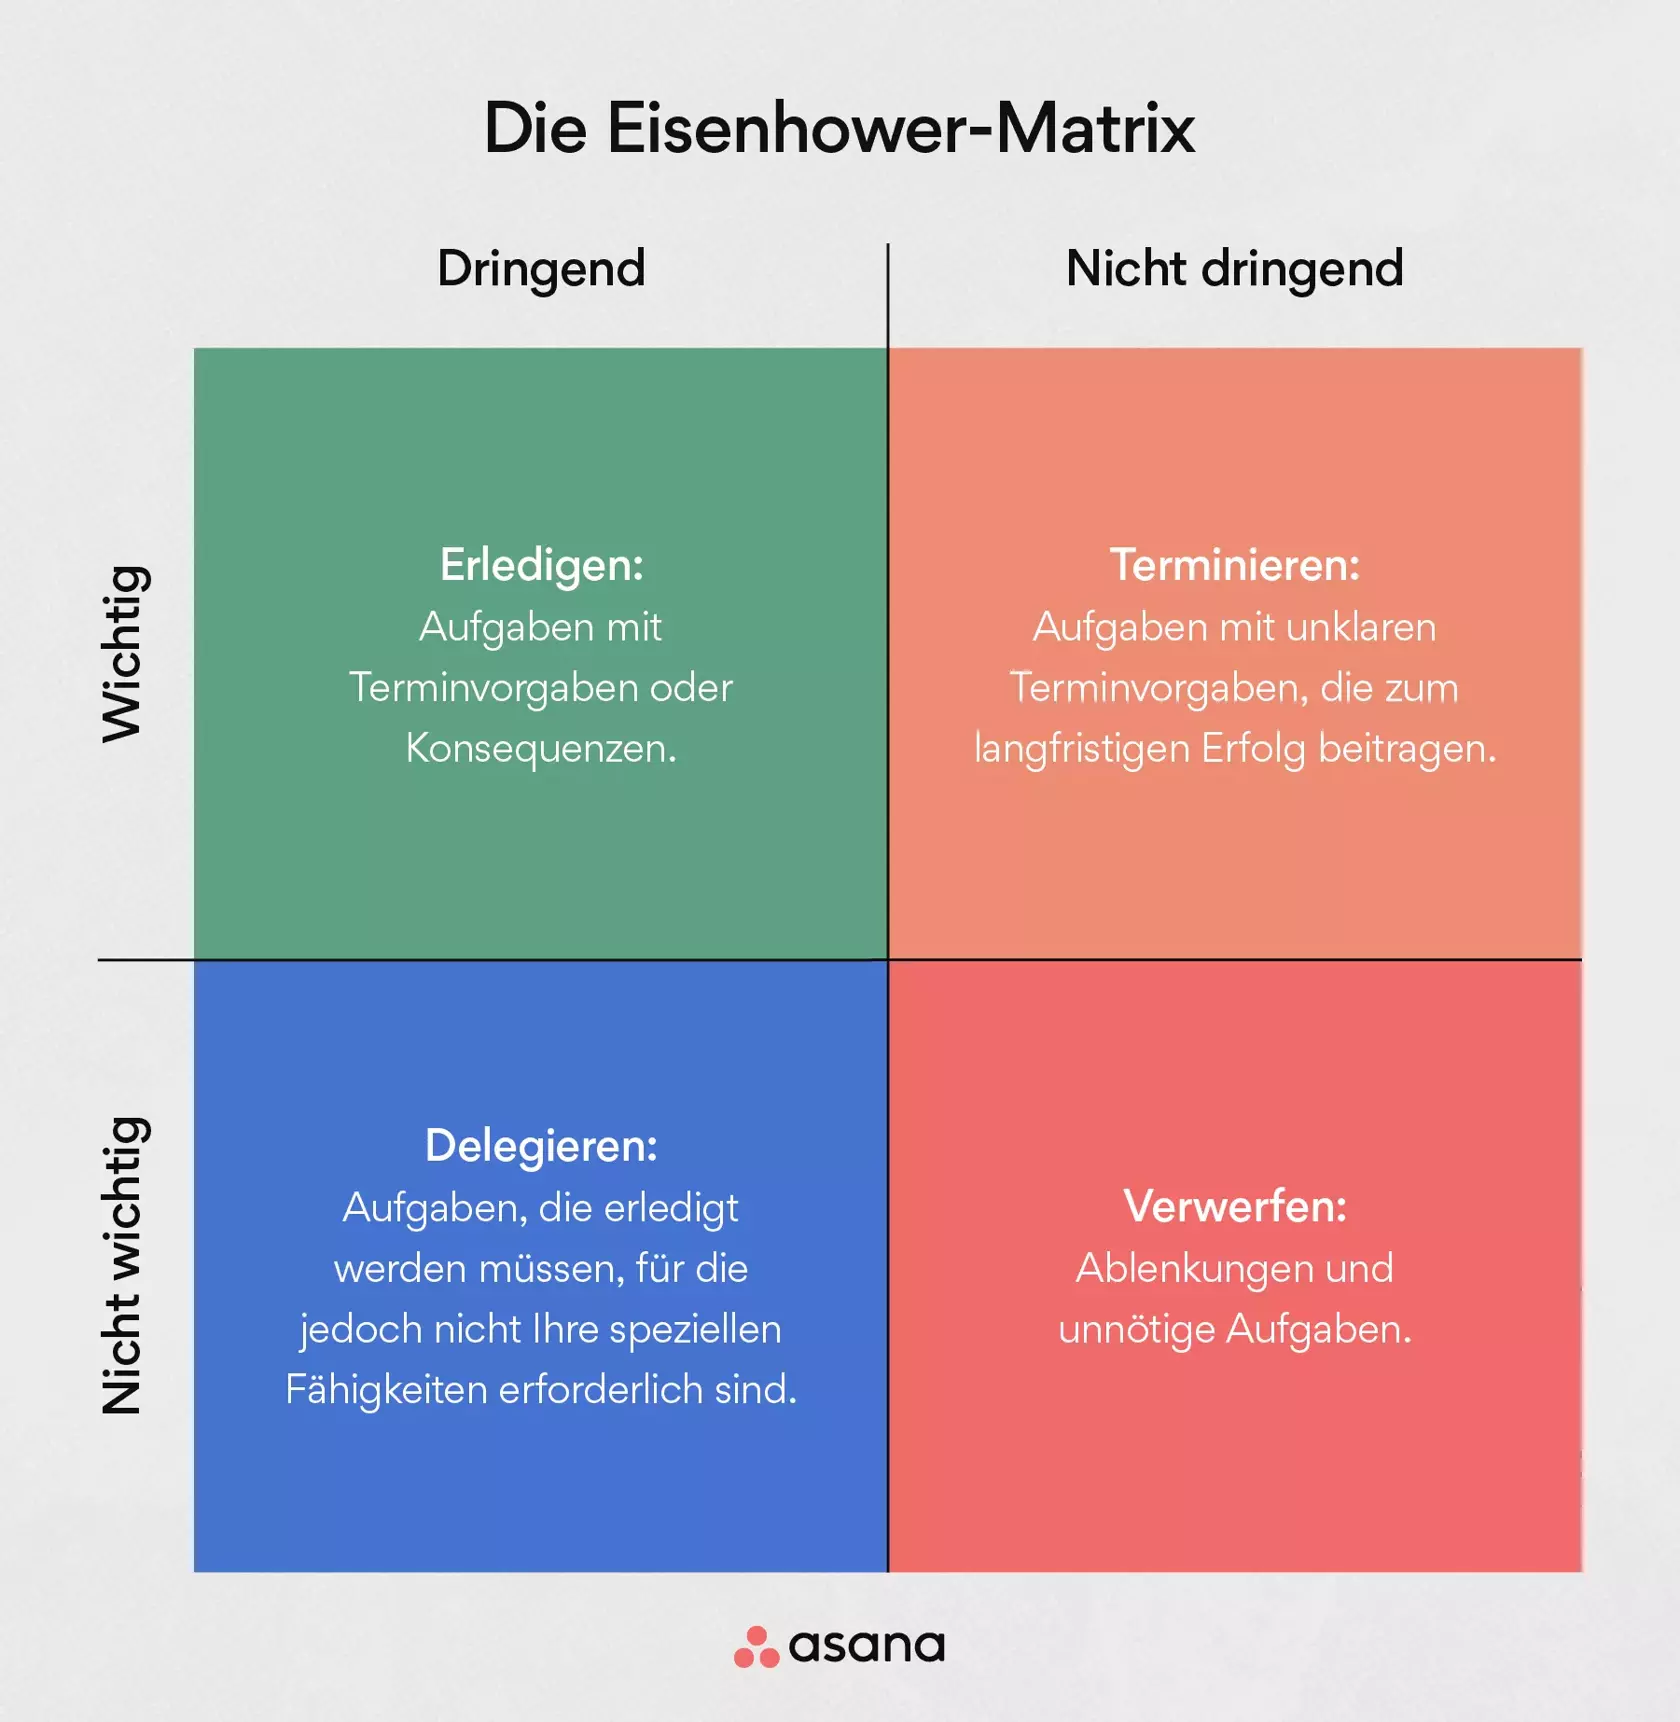 Die Eisenhower-Matrix
Dringend
Nicht dringend
Wichtig
Erledigen:
Aufgaben mit
Terminvorgaben oder
Konsequenzen.
Terminieren:
Aufgaben mit unklaren
Terminvorgaben, die zum
langfristigen Erfolg beitragen.
Nicht wichtig
Delegieren:
Aufgaben, die erledigt
werden müssen, für die
jedoch nicht Ihre speziellen
Fähigkeiten erforderlich sind.
Verwerfen:
Ablenkungen und
unnötige Aufgaben.
asana